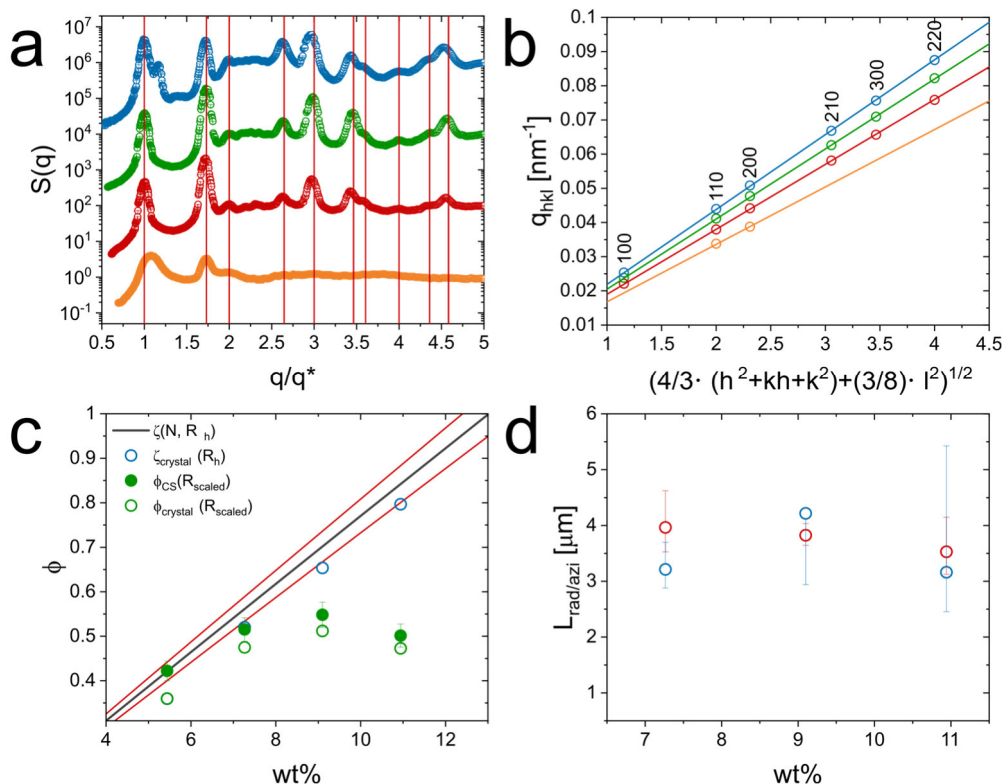 a
10⁷
10⁶
10⁵
10⁴
10³
10²
10¹
10⁰
10⁻¹
S(q)
0.5 1 1.5 2 2.5 3 3.5 4 4.5 5
q/q*
b
0.1
0.09
0.08
0.07
0.06
0.05
0.04
0.03
0.02
0.01
q_hkl [nm⁻¹]
100
110
200
210
300
220
1 1.5 2 2.5 3 3.5 4 4.5
(4/3· (h²+kh+k²)+(3/8)· l²)^1/2
c
1
0.9
0.8
0.7
0.6
0.5
0.4
ϕ
ζ(N, R_h)
ζ_crystal (R_h)
ϕ_CS(R_scaled)
ϕ_crystal (R_scaled)
4 6 8 10 12
wt%
d
6
5
4
3
2
1
L_rad/azi [μm]
7 8 9 10 11
wt%